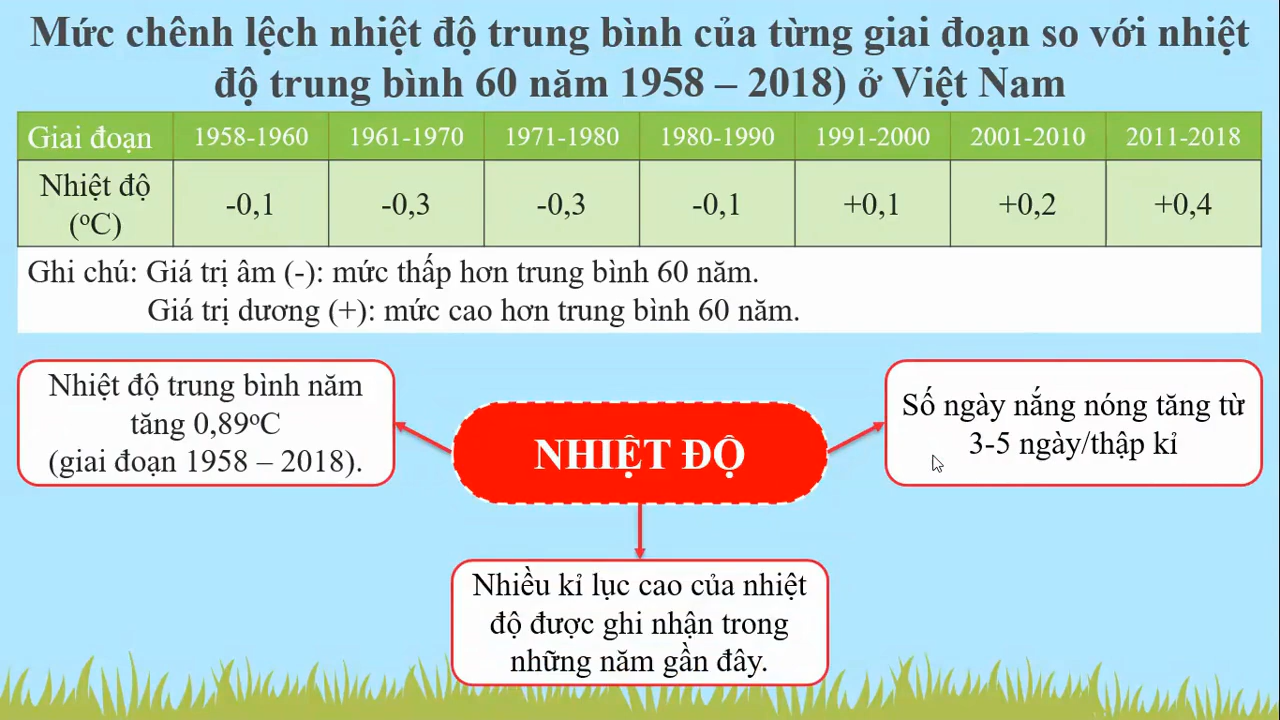 Mức chênh lệch nhiệt độ trung bình của từng giai đoạn so với nhiệt
độ trung bình 60 năm 1958 – 2018) ở Việt Nam
Giai đoạn 1958-1960 1961-1970 1971-1980 1980-1990 1991-2000 2001-2010 2011-2018
Nhiệt độ
(ºC) -0,1 -0,3 -0,3 -0,1 +0,1 +0,2 +0,4
Ghi chú: Giá trị âm (-): mức thấp hơn trung bình 60 năm.
Giá trị dương (+): mức cao hơn trung bình 60 năm.
Nhiệt độ trung bình năm
tăng 0,89ºC
(giai đoạn 1958 – 2018).
NHIỆT ĐỘ
Số ngày nắng nóng tăng từ
3-5 ngày/thập kỉ
Nhiều kỉ lục cao của nhiệt
độ được ghi nhận trong
những năm gần đây.